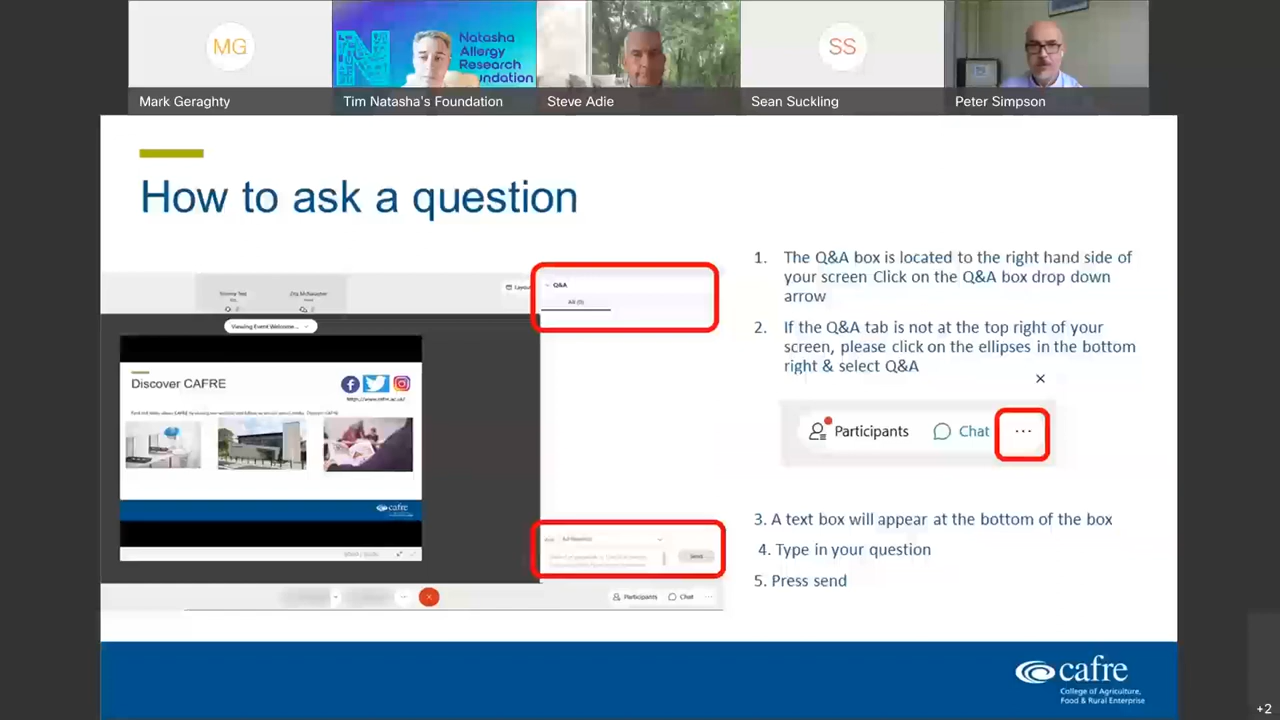 MG
Mark Geraghty
Natasha
Allergy
Research
Foundation
Tim Natasha's Foundation
Steve Adie
SS
Sean Suckling
Peter Simpson
How to ask a question
Q&A
All (0)
Viewing Event Welcome...
Discover CAFRE
cafre
Send
Participants
Chat
1. The Q&A box is located to the right hand side of
your screen Click on the Q&A box drop down
arrow
2. If the Q&A tab is not at the top right of your
screen, please click on the ellipses in the bottom
right & select Q&A
Participants
Chat
...
3. A text box will appear at the bottom of the box
4. Type in your question
5. Press send
cafre
College of Agriculture,
Food & Rural Enterprise
+2